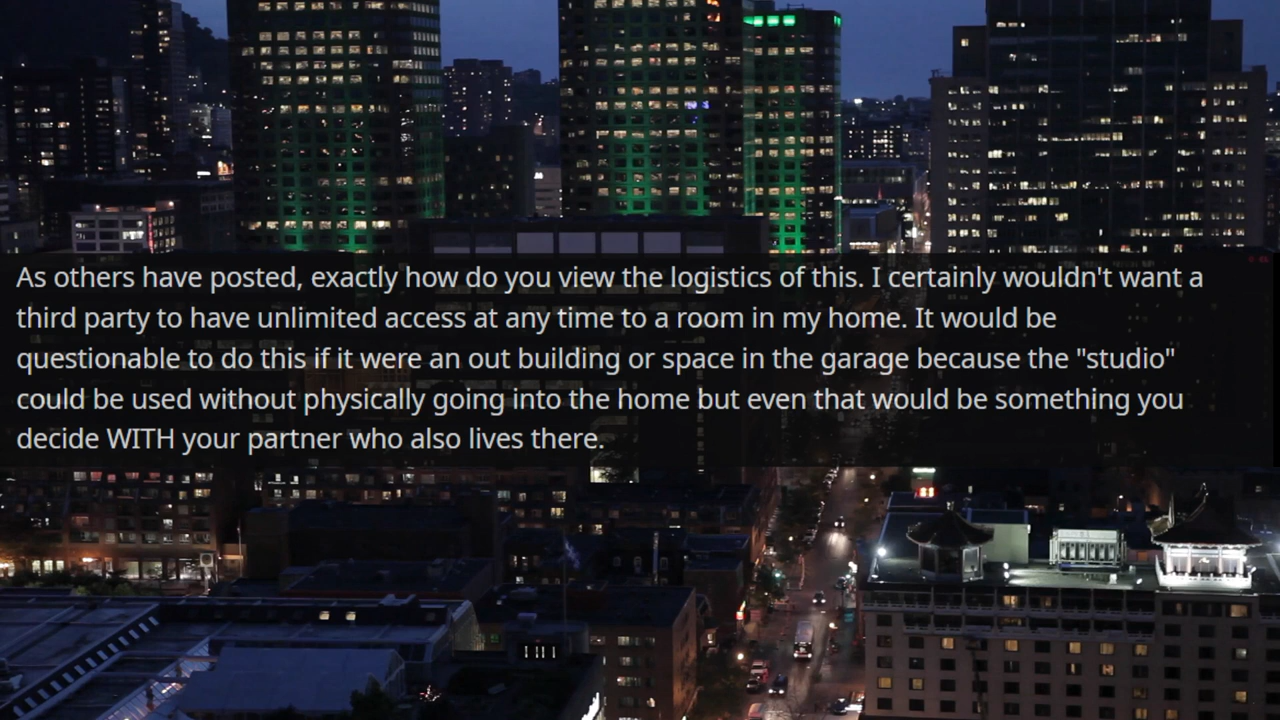 As others have posted, exactly how do you view the logistics of this. I certainly wouldn't want a
third party to have unlimited access at any time to a room in my home. It would be
questionable to do this if it were an out building or space in the garage because the "studio"
could be used without physically going into the home but even that would be something you
decide WITH your partner who also lives there.